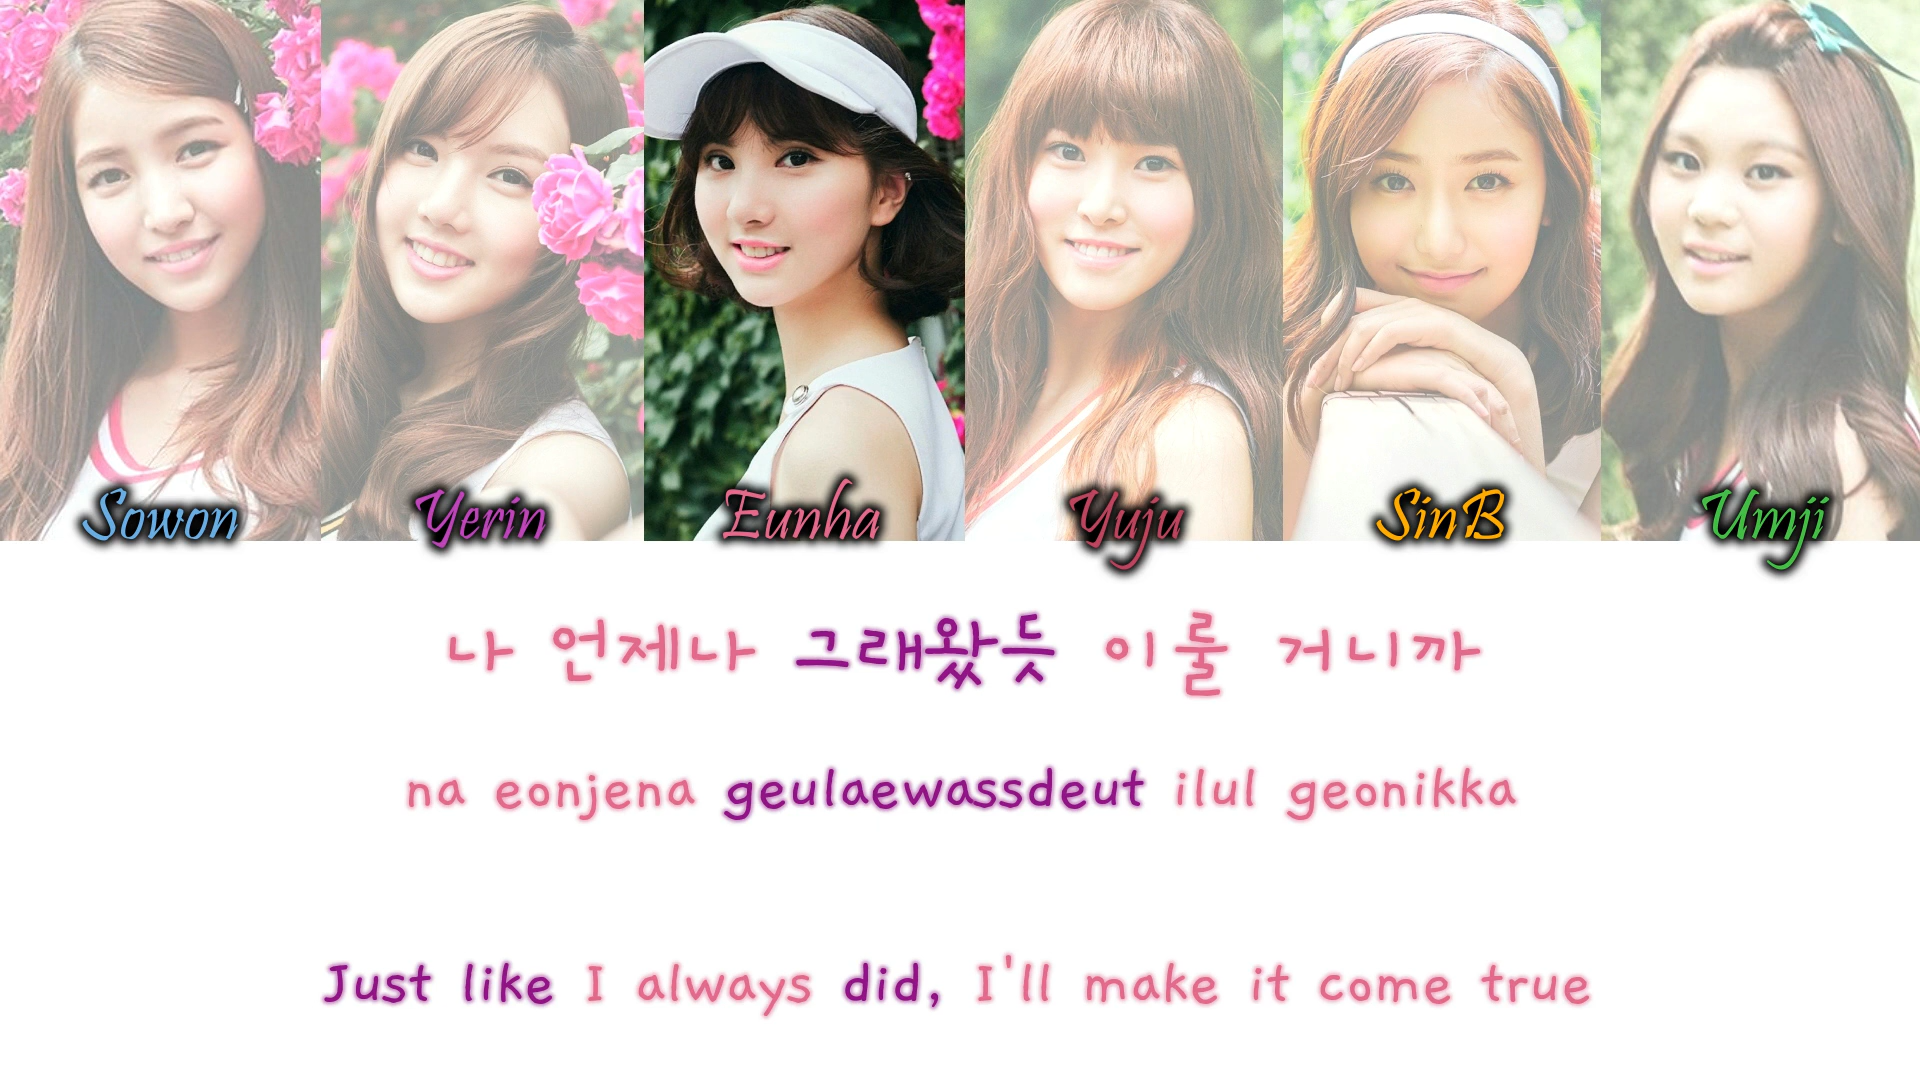 Sowon Yerin Eunha Yuju SinB Umji
나 언제나 그래왔듯 이룰 거니까
na eonjena geulaewassdeut ilul geonikka
Just like I always did, I'll make it come true